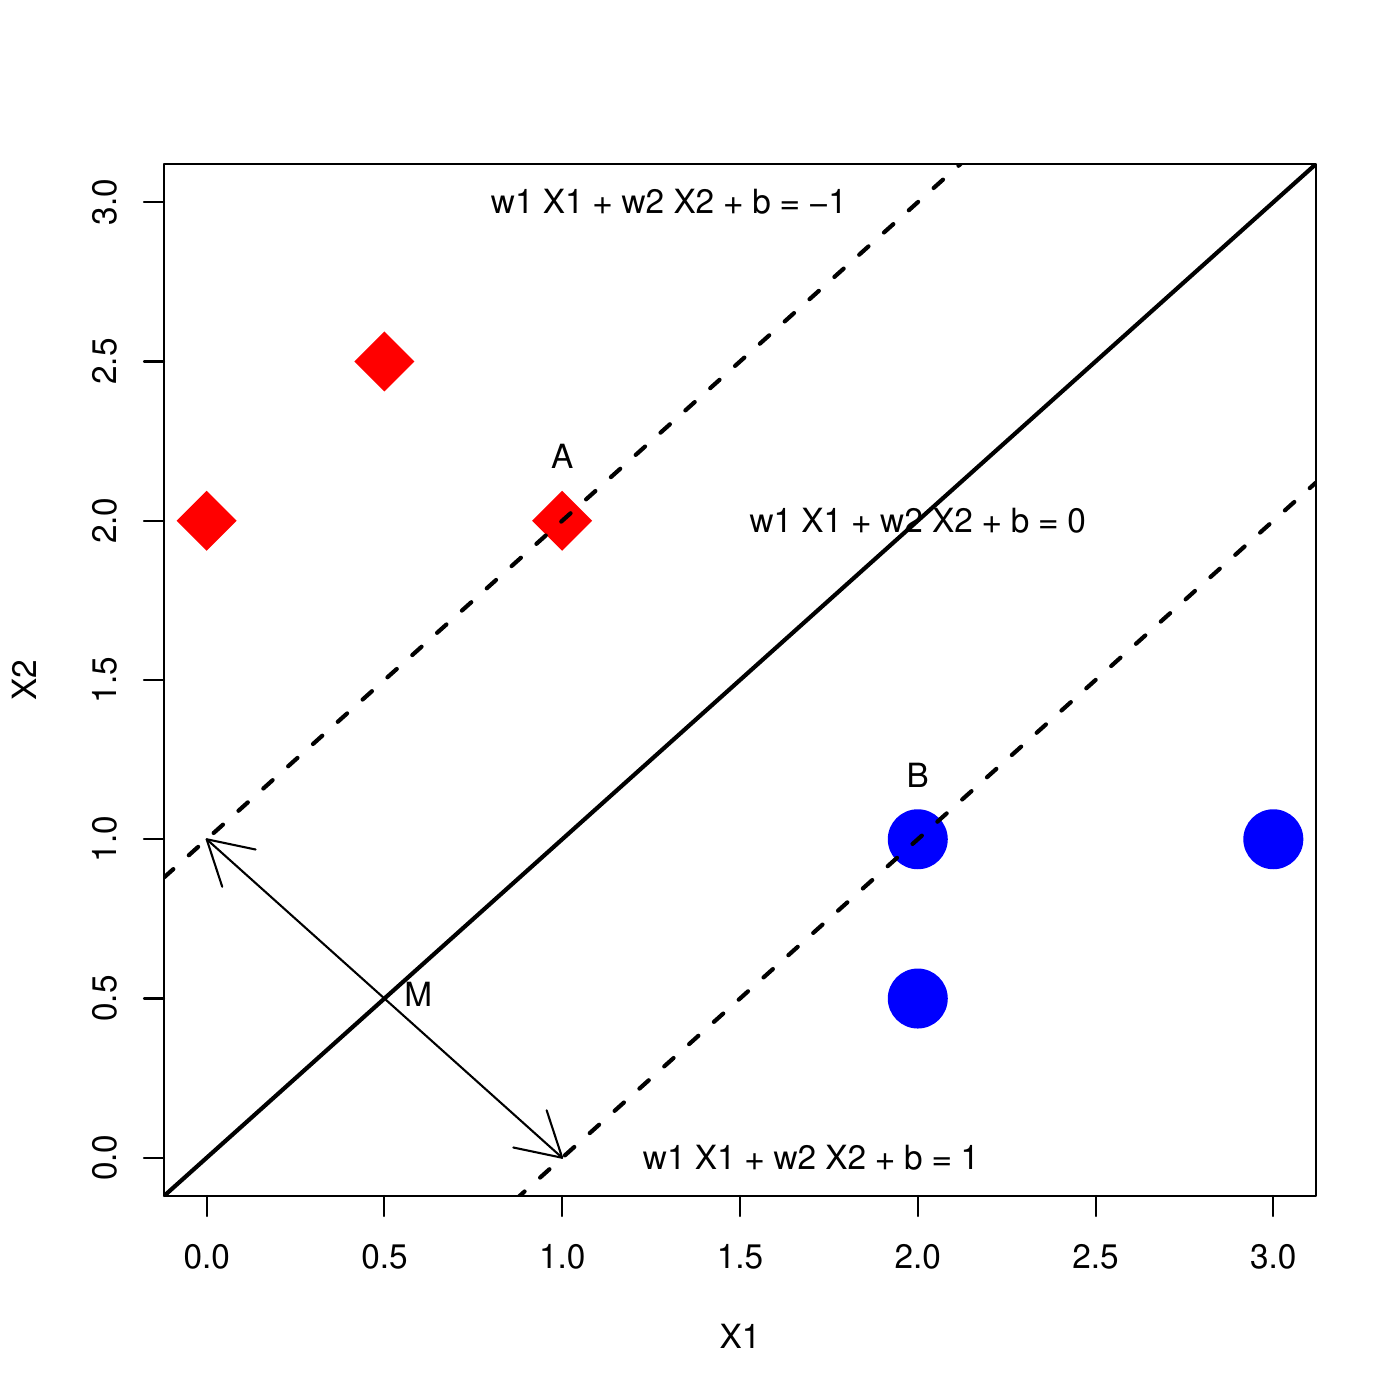 w1 X1 + w2 X2 + b = −1
A
w1 X1 + w2 X2 + b = 0
B
M
w1 X1 + w2 X2 + b = 1
X2
3.0
2.5
2.0
1.5
1.0
0.5
0.0
0.0 0.5 1.0 1.5 2.0 2.5 3.0
X1